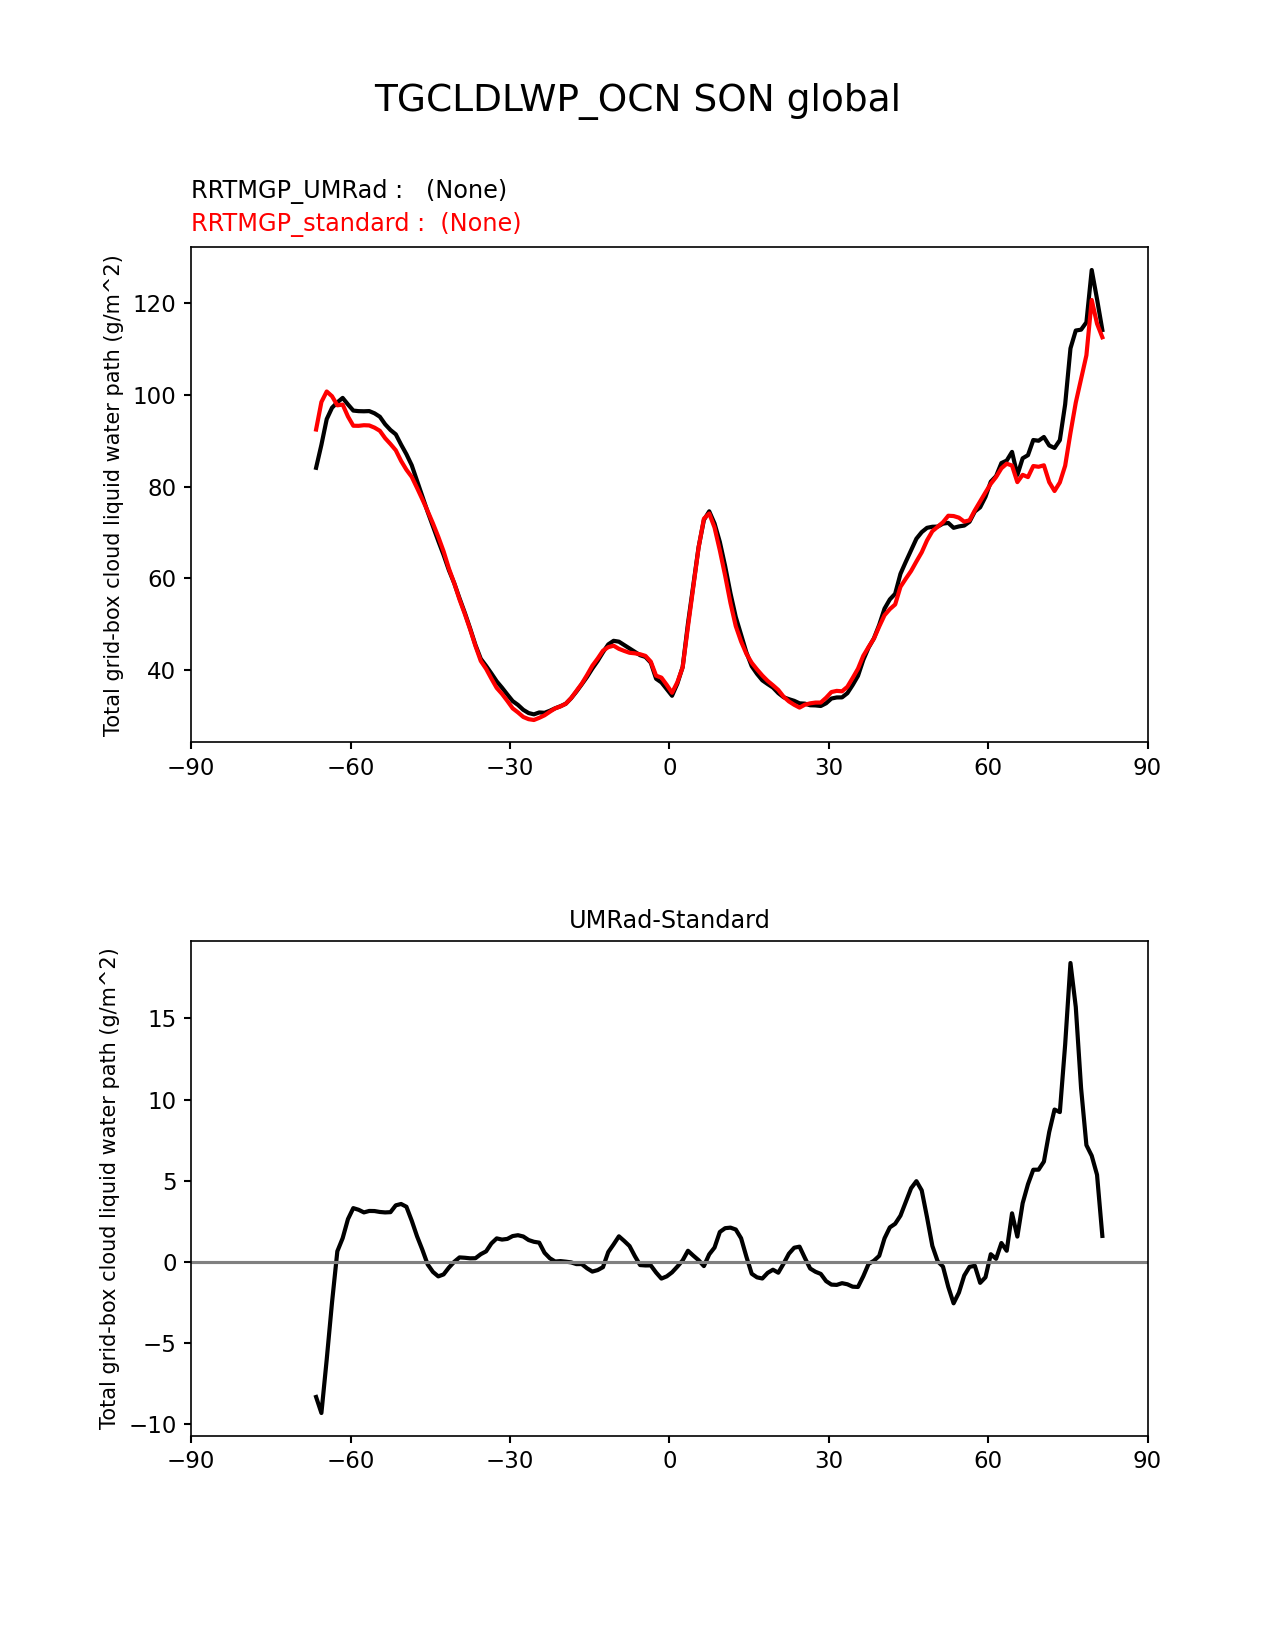 TGCLDLWP_OCN SON global
RRTMGP_UMRad :   (None)
RRTMGP_standard :  (None)
Total grid-box cloud liquid water path (g/m^2)
120
100
80
60
40
−90 −60 −30 0 30 60 90
UMRad-Standard
Total grid-box cloud liquid water path (g/m^2)
15
10
5
0
−5
−10
−90 −60 −30 0 30 60 90